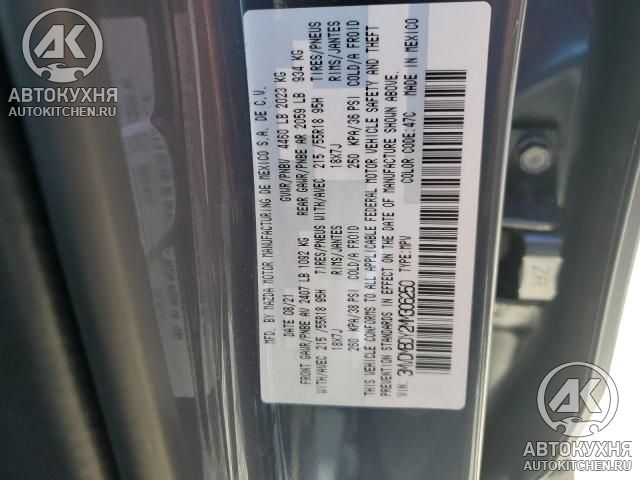 АВТОКУХНЯ
AUTOKITCHEN.RU
MFD. BY MAZDA MOTOR MANUFACTURING DE MEXICO S.A. DE C.V.
DATE 08/21 GVWR/PNBV 4460 LB 2023 KG
FRONT GAWR/PNBE AV 2407 LB 1092 KG REAR GAWR/PNBE AR 2059 LB 934 KG
WITH/AVEC 215 /55R18 95H TIRES/PNEUS WITH/AVEC 215 /55R18 95H TIRES/PNEUS
18X7J RIMS/JANTES 18X7J RIMS/JANTES
260 KPA/38 PSI COLD/A FROID 250 KPA/36 PSI COLD/A FROID
THIS VEHICLE CONFORMS TO ALL APPLICABLE FEDERAL MOTOR VEHICLE SAFETY AND THEFT
PREVENTION STANDARDS IN EFFECT ON THE DATE OF MANUFACTURE SHOWN ABOVE.
VIN: 3MVDMBDY2MM306250 TYPE:MPV COLOR CODE:47C MADE IN MEXICO
ZA
АВТОКУХНЯ
AUTOKITCHEN.RU